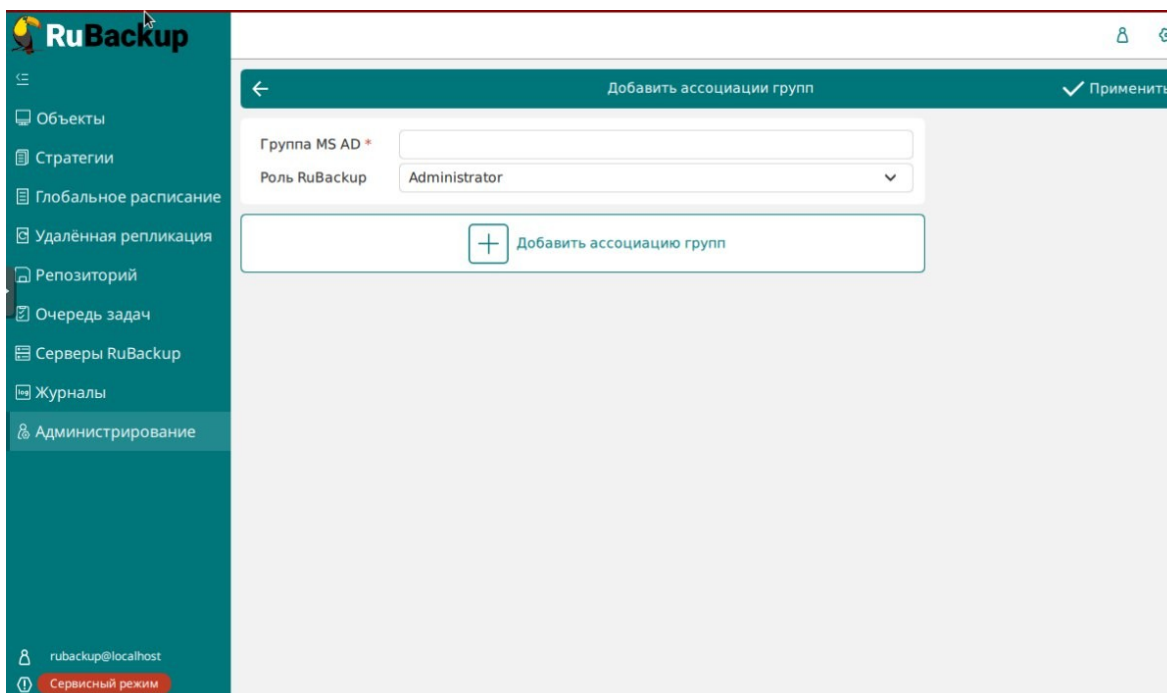 RuBackup
Добавить ассоциации групп
Применить
Объекты
Стратегии
Глобальное расписание
Удалённая репликация
Репозиторий
Очередь задач
Серверы RuBackup
log Журналы
Администрирование
Группа MS AD *
Роль RuBackup Administrator
Добавить ассоциацию групп
rubackup@localhost
Сервисный режим